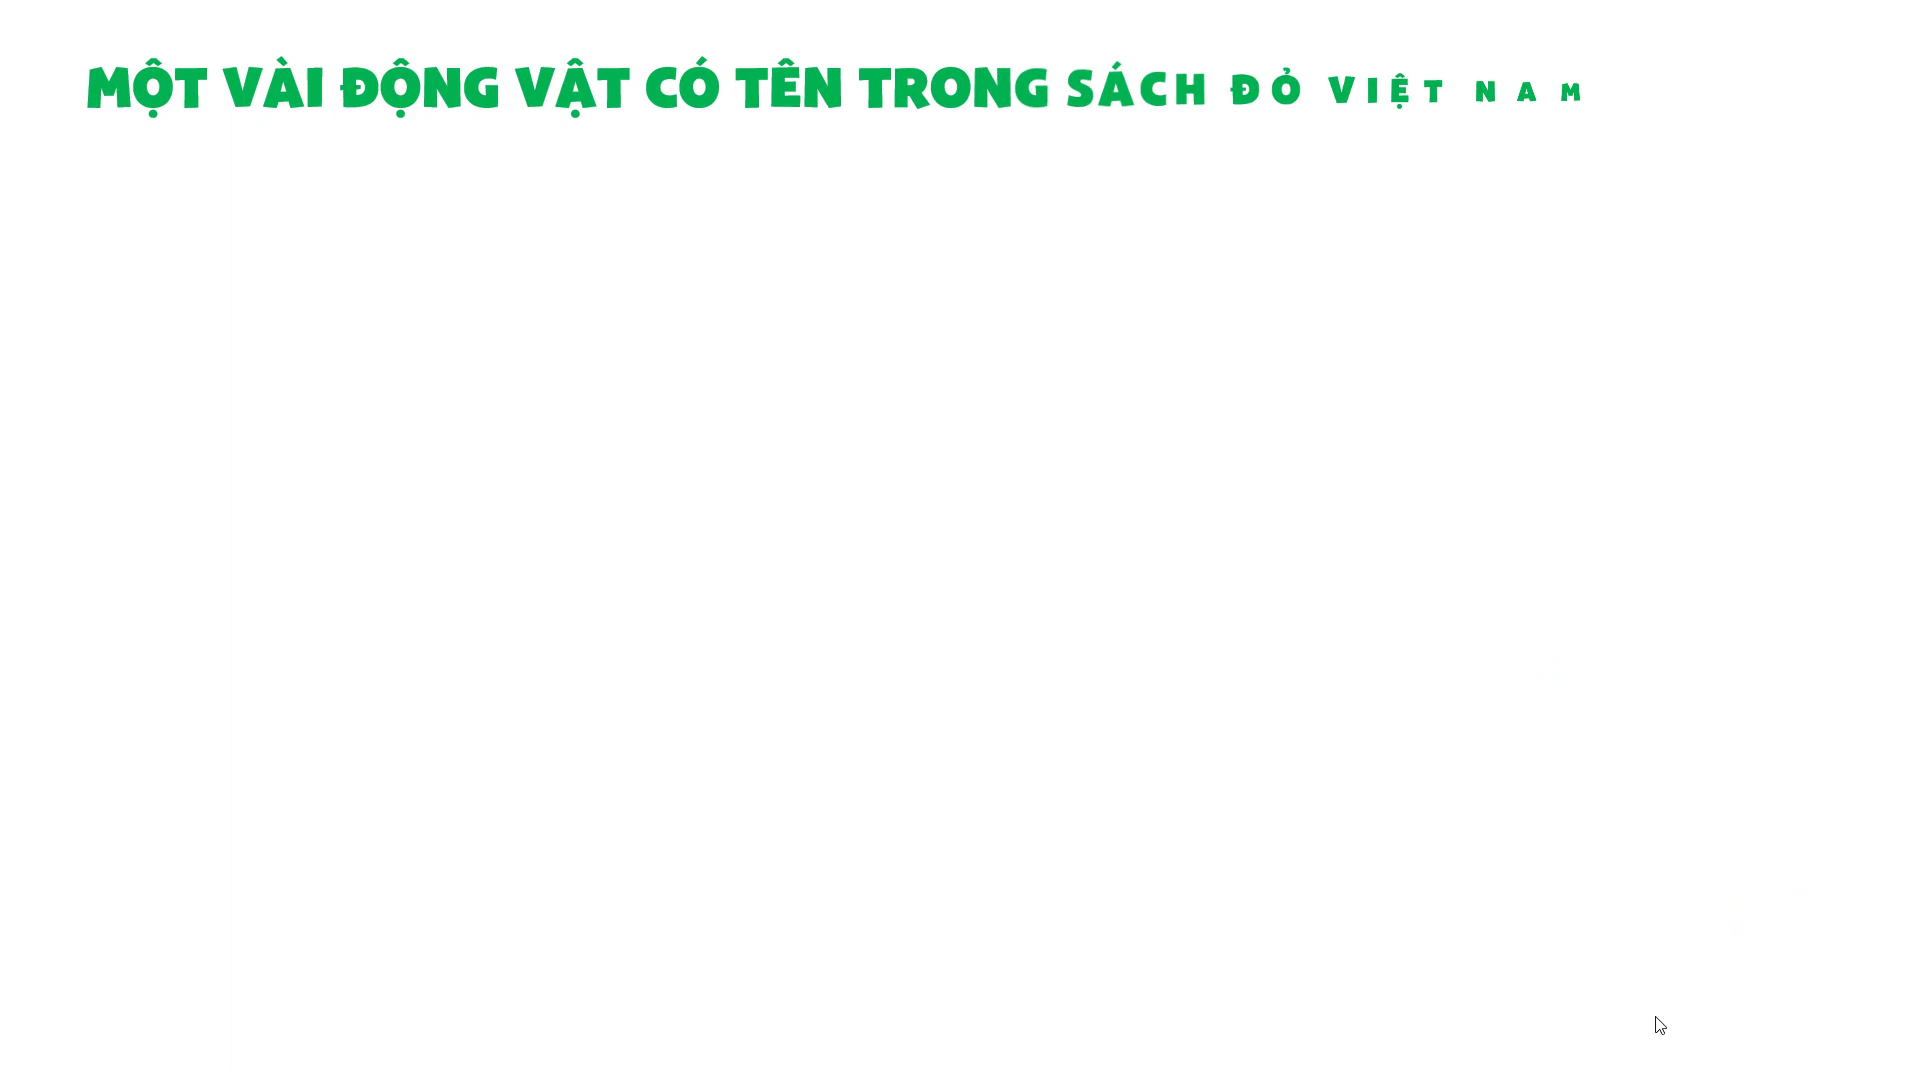 MỘT VÀI ĐỘNG VẬT CÓ TÊN TRONG SÁCH ĐỎ VIỆT NAM